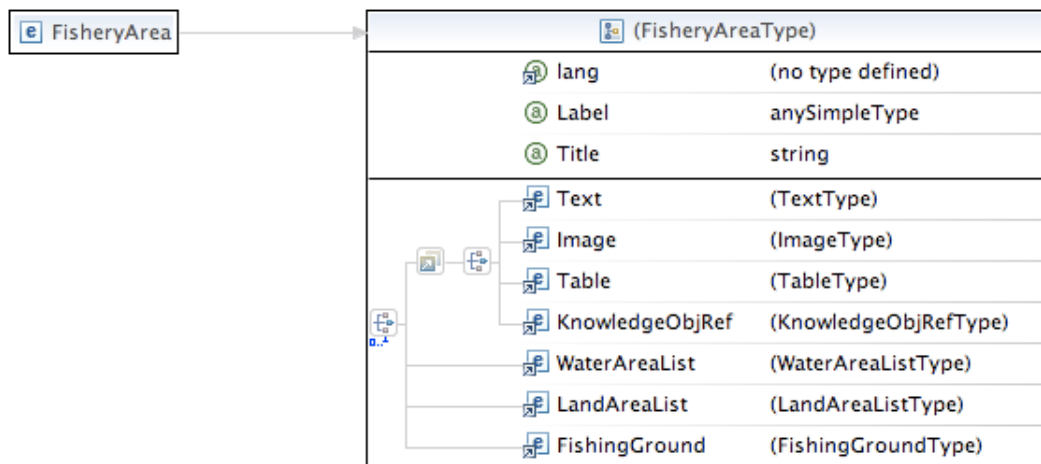 e FisheryArea
(FisheryAreaType)
a lang (no type defined)
a Label anySimpleType
a Title string
e Text (TextType)
e Image (ImageType)
e Table (TableType)
e KnowledgeObjRef (KnowledgeObjRefType)
0..*
e WaterAreaList (WaterAreaListType)
e LandAreaList (LandAreaListType)
e FishingGround (FishingGroundType)